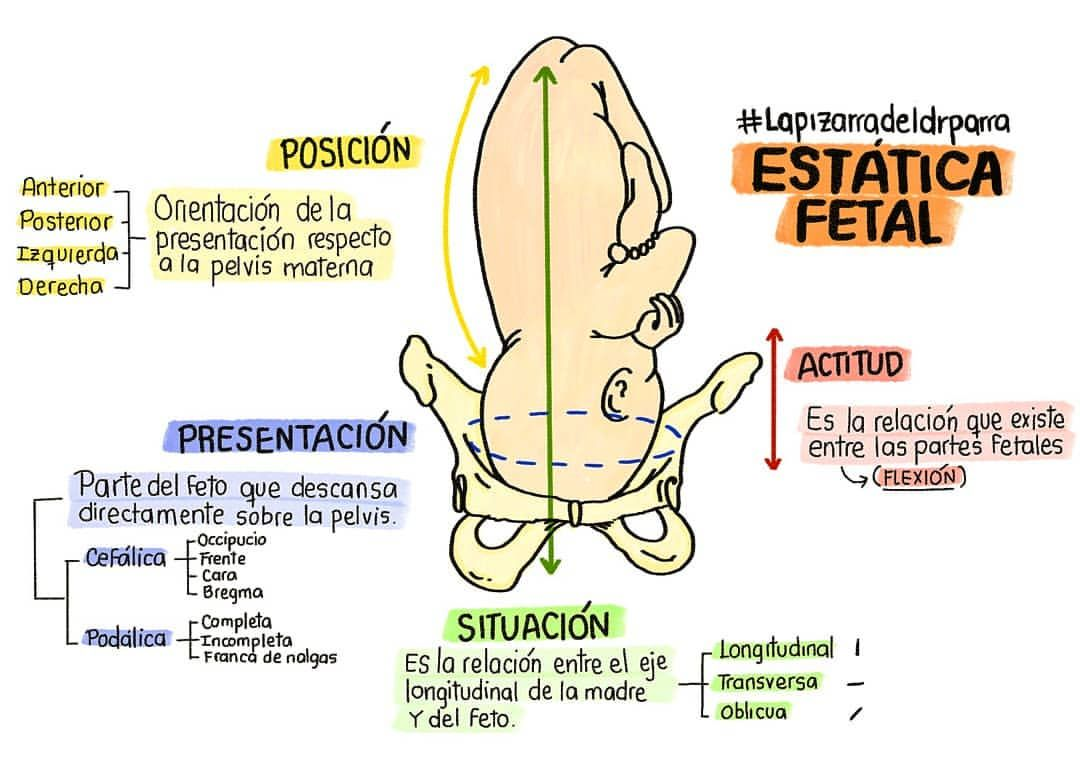 #Lapizarradeldrparra
ESTÁTICA
FETAL
POSICIÓN
Anterior
Posterior
Izquierda
Derecha
Orientación de la
presentación respecto
a la pelvis materna
ACTITUD
Es la relación que existe
entre las partes Fetales
(FLEXIÓN)
PRESENTACIÓN
Parte del Feto que descansa
directamente sobre la pelvis.
Cefálica
Occipucio
Frente
Cara
Bregma
Podálica
Completa
Incompleta
Franca de nalgas
SITUACIÓN
Es la relación entre el eje
longitudinal de la madre
Y del Feto.
Longitudinal
Transversa
Oblicua